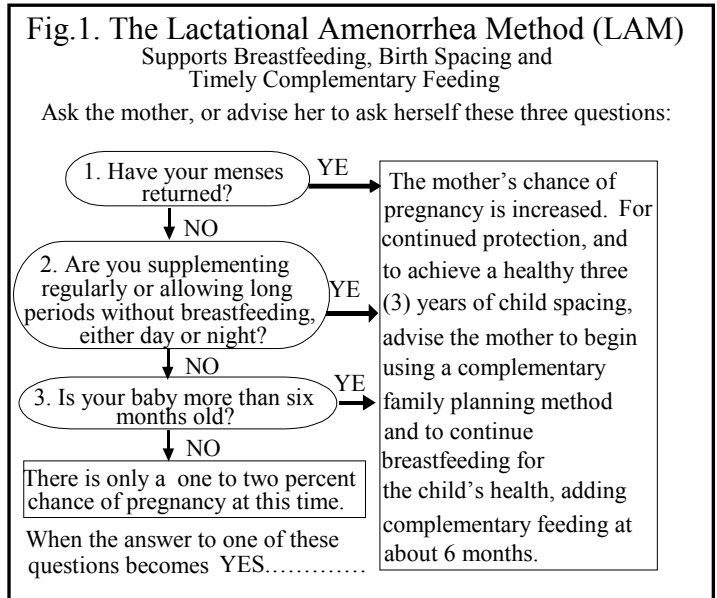 Fig.1. The Lactational Amenorrhea Method (LAM)
Supports Breastfeeding, Birth Spacing and
Timely Complementary Feeding
Ask the mother, or advise her to ask herself these three questions:
1. Have your menses
returned?
YE
NO
2. Are you supplementing
regularly or allowing long
periods without breastfeeding,
either day or night?
YE
NO
3. Is your baby more than six
months old?
YE
NO
There is only a one to two percent
chance of pregnancy at this time.
When the answer to one of these
questions becomes YES.............
The mother's chance of
pregnancy is increased. For
continued protection, and
to achieve a healthy three
(3) years of child spacing,
advise the mother to begin
using a complementary
family planning method
and to continue
breastfeeding for
the child's health, adding
complementary feeding at
about 6 months.